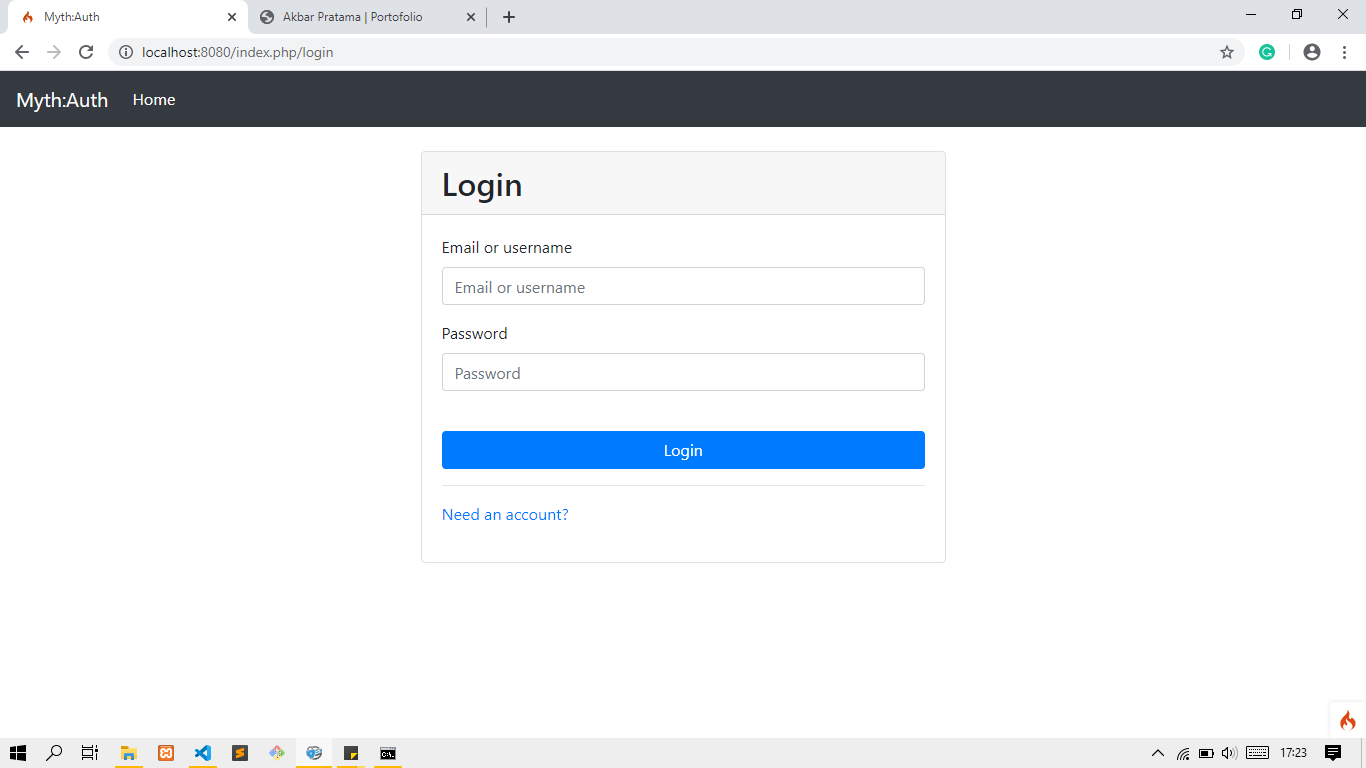 Myth:Auth
Akbar Pratama | Portofolio
localhost:8080/index.php/login
Myth:Auth Home
Login
Email or username
Email or username
Password
Password
Login
Need an account?
17:23